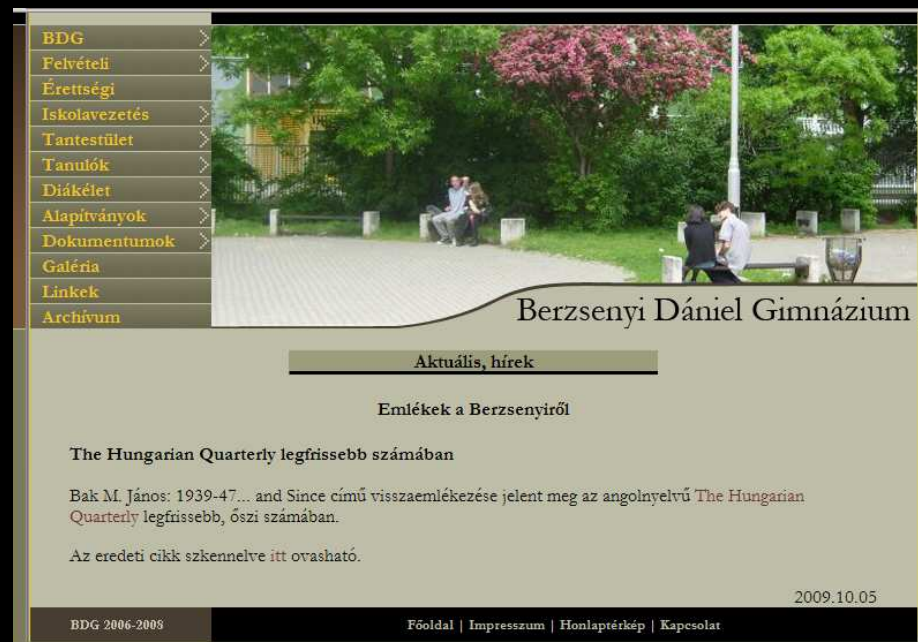 BDG
Felvételi
Érettségi
Iskolavezetés
Tantestület
Tanulók
Diákélet
Alapítványok
Dokumentumok
Galéria
Linkek
Archívum
Berzsenyi Dániel Gimnázium
Aktuális, hírek
Emlékek a Berzsenyiről
The Hungarian Quarterly legfrissebb számában
Bak M. János: 1939-47... and Since című visszaemlékezése jelent meg az angolnyelvű The Hungarian
Quarterly legfrissebb, őszi számában.
Az eredeti cikk szkennelve itt ovasható.
2009.10.05
BDG 2006-2008
Főoldal | Impresszum | Honlaptérkép | Kapcsolat